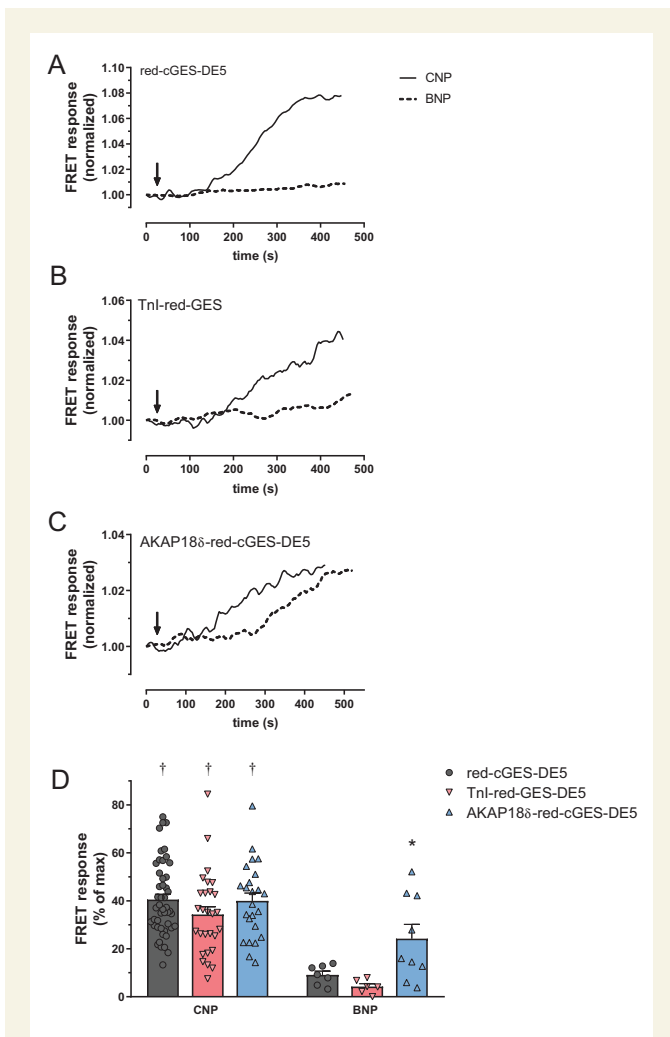 A
red-cGES-DE5
CNP
BNP
FRET response
(normalized)
1.10
1.08
1.06
1.04
1.02
1.00
0 100 200 300 400 500
time (s)
B
TnI-red-GES
FRET response
(normalized)
1.06
1.04
1.02
1.00
0 100 200 300 400 500
time (s)
C
AKAP18δ-red-cGES-DE5
FRET response
(normalized)
1.04
1.02
1.00
0 100 200 300 400 500
time (s)
D
† † †
red-cGES-DE5
TnI-red-GES-DE5
AKAP18δ-red-cGES-DE5
*
FRET response
(% of max)
80
60
40
20
0
CNP BNP